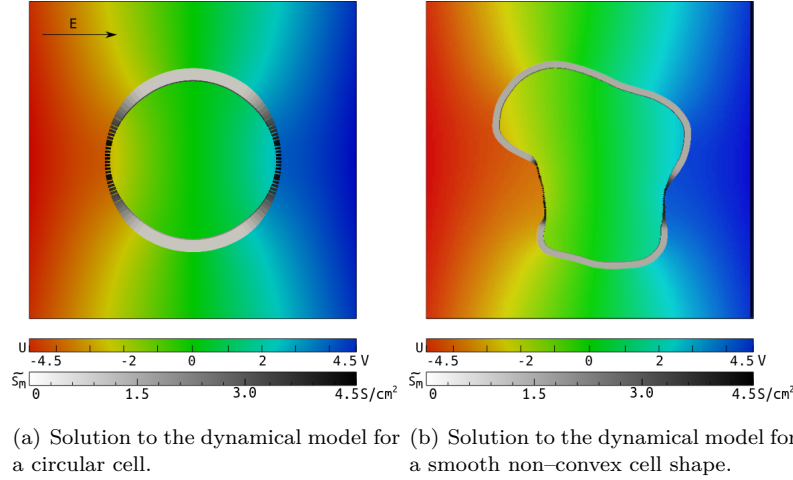 E
U
-4.5 -2 0 2 4.5 V
S̃m
0 1.5 3.0 4.5 S/cm²
(a) Solution to the dynamical model for
a circular cell.
U
-4.5 -2 0 2 4.5 V
S̃m
0 1.5 3.0 4.5 S/cm²
(b) Solution to the dynamical model for
a smooth non–convex cell shape.